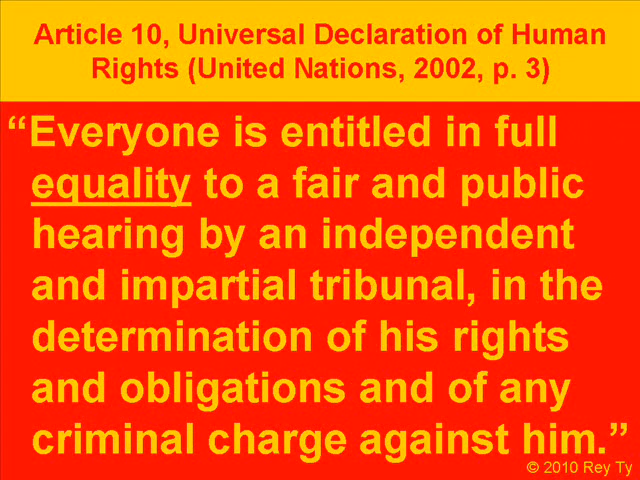 Article 10, Universal Declaration of Human
Rights (United Nations, 2002, p. 3)
“Everyone is entitled in full
equality to a fair and public
hearing by an independent
and impartial tribunal, in the
determination of his rights
and obligations and of any
criminal charge against him.”
© 2010 Rey Ty